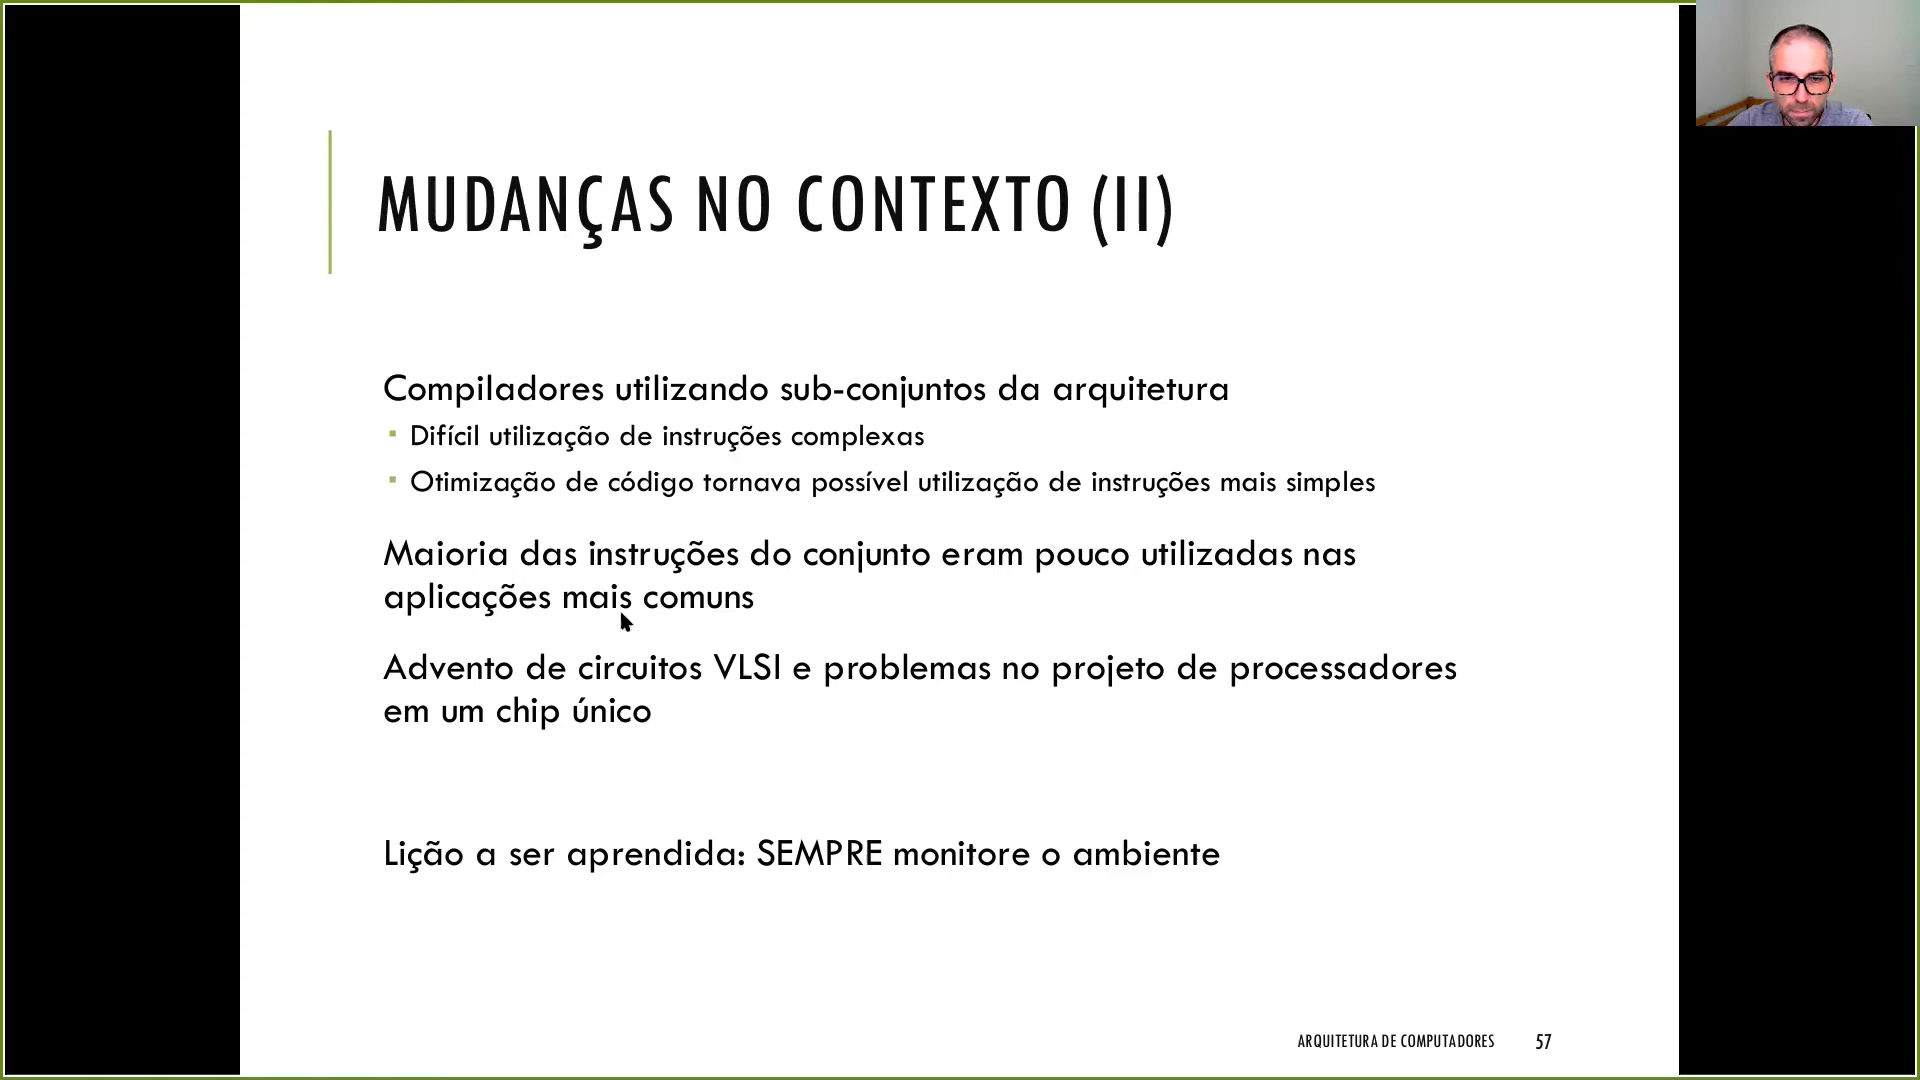 MUDANÇAS NO CONTEXTO (II)
Compiladores utilizando sub-conjuntos da arquitetura
Difícil utilização de instruções complexas
Otimização de código tornava possível utilização de instruções mais simples
Maioria das instruções do conjunto eram pouco utilizadas nas
aplicações mais comuns
Advento de circuitos VLSI e problemas no projeto de processadores
em um chip único
Lição a ser aprendida: SEMPRE monitore o ambiente
ARQUITETURA DE COMPUTADORES 57